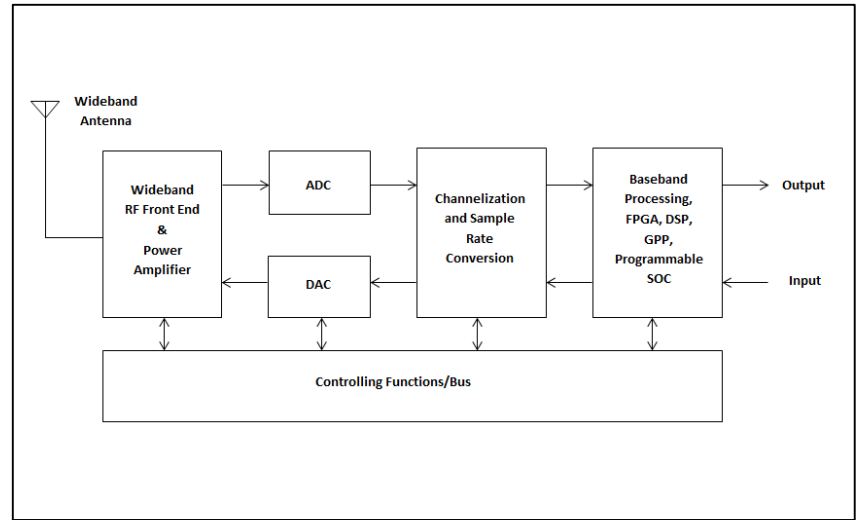 Wideband
Antenna
Wideband
RF Front End
&
Power
Amplifier
ADC
DAC
Channelization
and Sample
Rate
Conversion
Baseband
Processing,
FPGA, DSP,
GPP,
Programmable
SOC
Output
Input
Controlling Functions/Bus